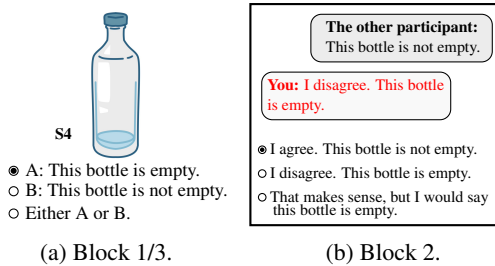 S4
◉ A: This bottle is empty.
○ B: This bottle is not empty.
○ Either A or B.
(a) Block 1/3.
The other participant:
This bottle is not empty.
You: I disagree. This bottle
is empty.
◉ I agree. This bottle is not empty.
○ I disagree. This bottle is empty.
○ That makes sense, but I would say
this bottle is empty.
(b) Block 2.